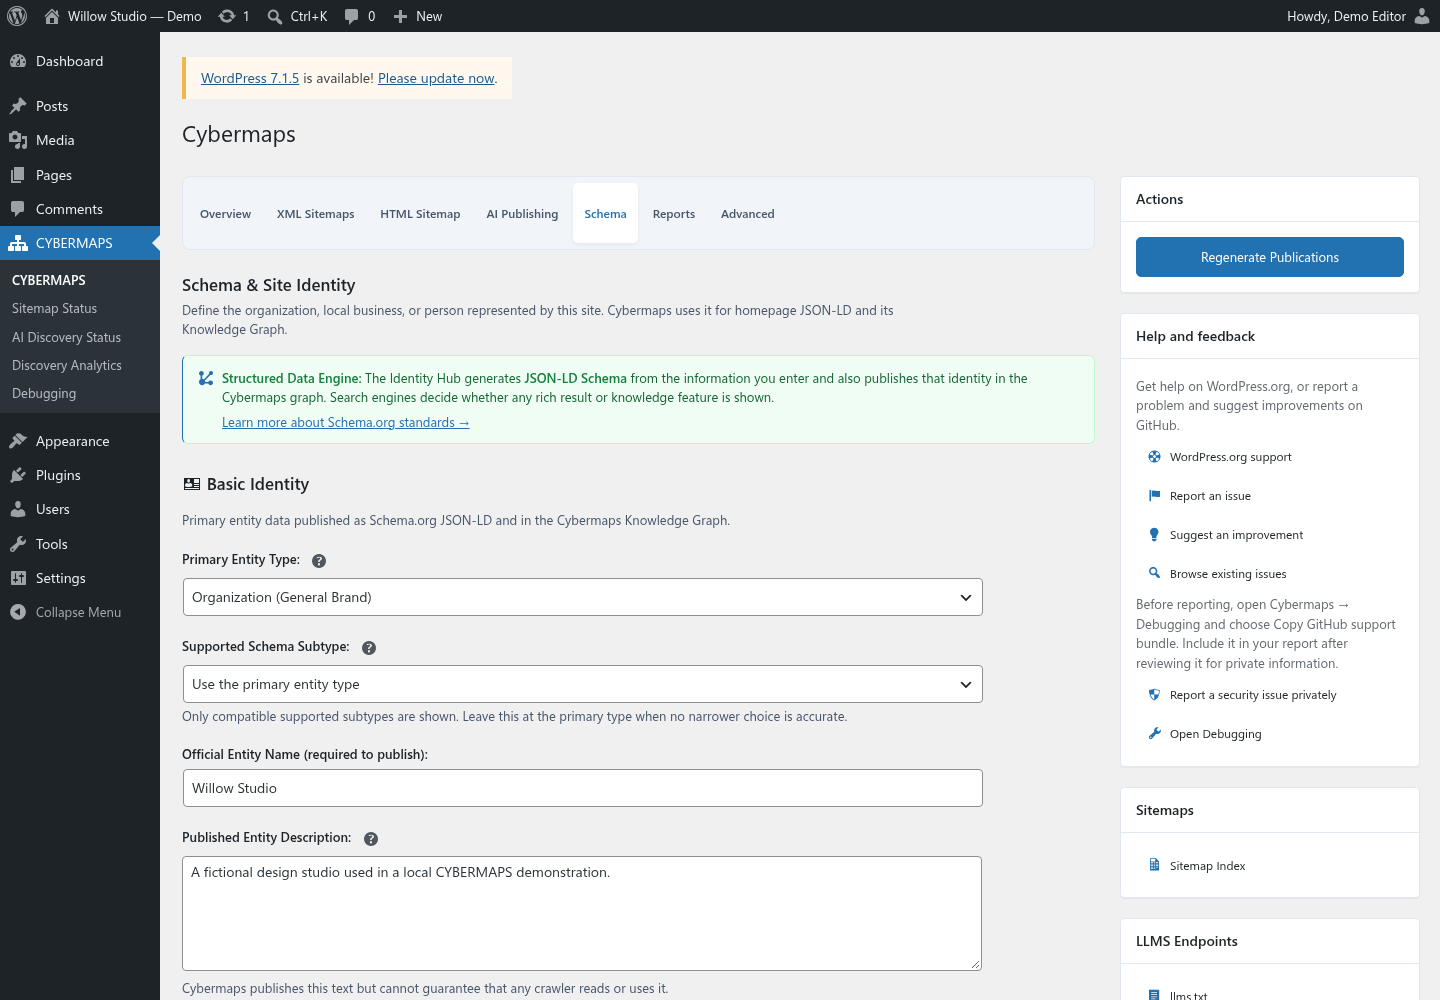 Willow Studio — Demo
1
Ctrl+K
0
New
Howdy, Demo Editor
Dashboard
Posts
Media
Pages
Comments
CYBERMAPS
CYBERMAPS
Sitemap Status
AI Discovery Status
Discovery Analytics
Debugging
Appearance
Plugins
Users
Tools
Settings
Collapse Menu
WordPress 7.1.5 is available! Please update now.
Cybermaps
Overview
XML Sitemaps
HTML Sitemap
AI Publishing
Schema
Reports
Advanced
Schema & Site Identity
Define the organization, local business, or person represented by this site. Cybermaps uses it for homepage JSON-LD and its
Knowledge Graph.
Structured Data Engine: The Identity Hub generates JSON-LD Schema from the information you enter and also publishes that identity in the
Cybermaps graph. Search engines decide whether any rich result or knowledge feature is shown.
Learn more about Schema.org standards →
Basic Identity
Primary entity data published as Schema.org JSON-LD and in the Cybermaps Knowledge Graph.
Primary Entity Type: ?
Organization (General Brand)
Supported Schema Subtype: ?
Use the primary entity type
Only compatible supported subtypes are shown. Leave this at the primary type when no narrower choice is accurate.
Official Entity Name (required to publish):
Willow Studio
Published Entity Description: ?
A fictional design studio used in a local CYBERMAPS demonstration.
Cybermaps publishes this text but cannot guarantee that any crawler reads or uses it.
Actions
Regenerate Publications
Help and feedback
Get help on WordPress.org, or report a
problem and suggest improvements on
GitHub.
WordPress.org support
Report an issue
Suggest an improvement
Browse existing issues
Before reporting, open Cybermaps →
Debugging and choose Copy GitHub support
bundle. Include it in your report after
reviewing it for private information.
Report a security issue privately
Open Debugging
Sitemaps
Sitemap Index
LLMS Endpoints
llms.txt